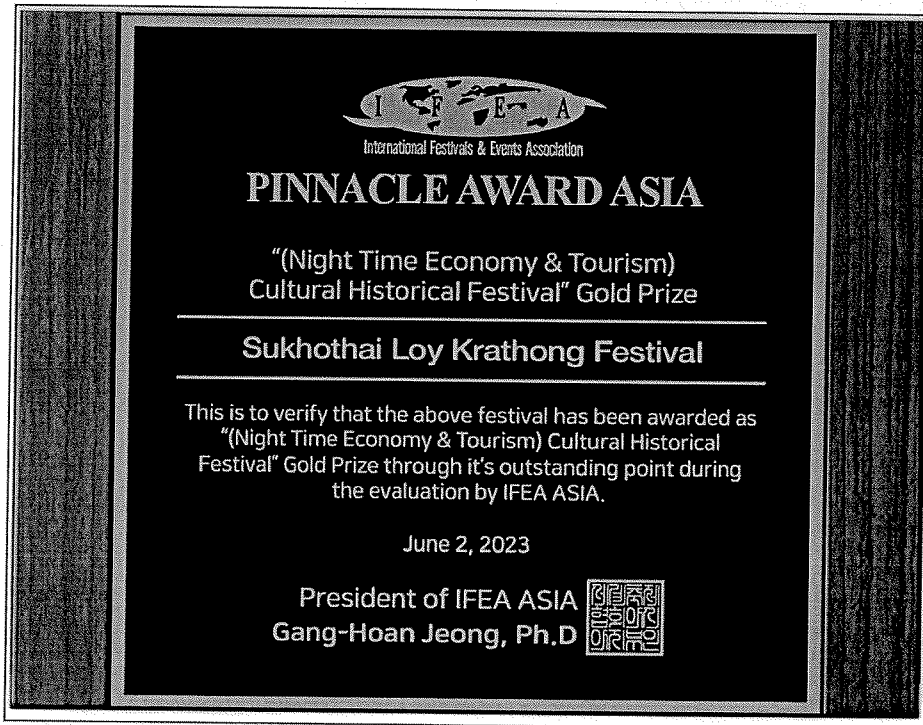 I F E A
International Festivals & Events Association
PINNACLE AWARD ASIA
"(Night Time Economy & Tourism)
Cultural Historical Festival" Gold Prize
Sukhothai Loy Krathong Festival
This is to verify that the above festival has been awarded as
"(Night Time Economy & Tourism) Cultural Historical
Festival" Gold Prize through it's outstanding point during
the evaluation by IFEA ASIA.
June 2, 2023
President of IFEA ASIA
Gang-Hoan Jeong, Ph.D